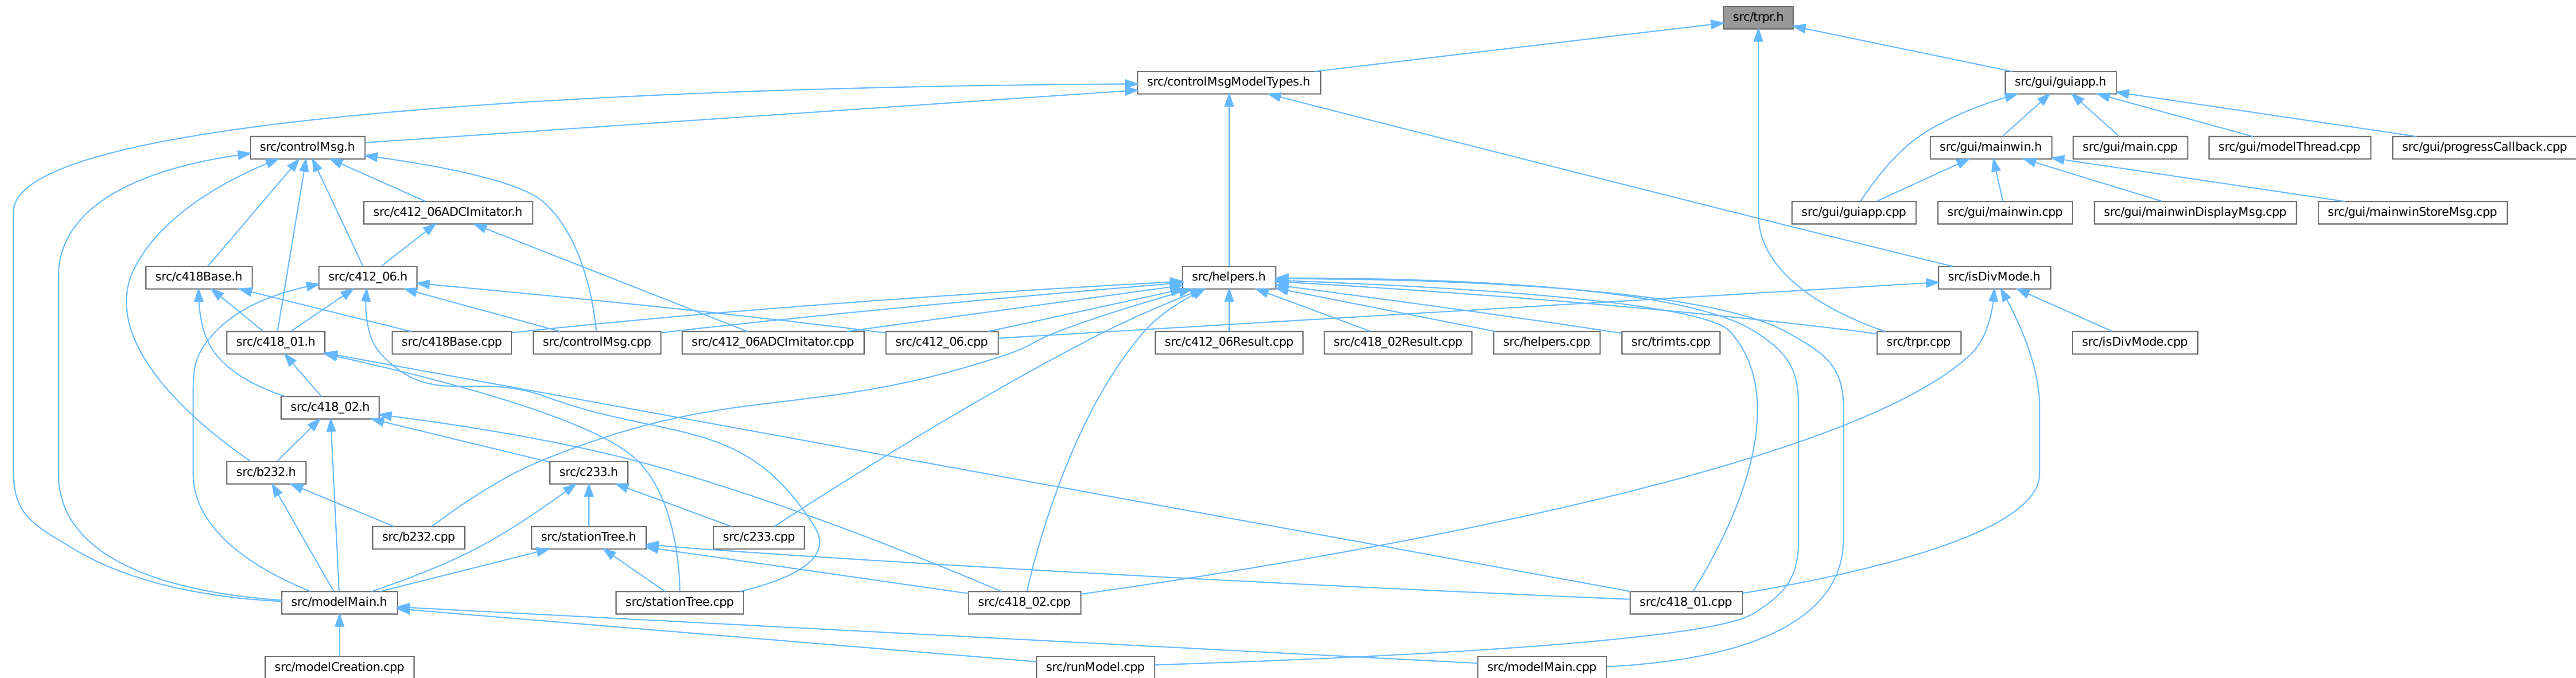 src/trpr.h
src/controlMsgModelTypes.h
src/gui/guiapp.h
src/controlMsg.h
src/gui/mainwin.h
src/gui/main.cpp
src/gui/modelThread.cpp
src/gui/progressCallback.cpp
src/c412_06ADCImitator.h
src/gui/guiapp.cpp
src/gui/mainwin.cpp
src/gui/mainwinDisplayMsg.cpp
src/gui/mainwinStoreMsg.cpp
src/c418Base.h
src/c412_06.h
src/helpers.h
src/isDivMode.h
src/c418_01.h
src/c418Base.cpp
src/controlMsg.cpp
src/c412_06ADCImitator.cpp
src/c412_06.cpp
src/c412_06Result.cpp
src/c418_02Result.cpp
src/helpers.cpp
src/trimts.cpp
src/trpr.cpp
src/isDivMode.cpp
src/c418_02.h
src/b232.h
src/c233.h
src/b232.cpp
src/stationTree.h
src/c233.cpp
src/modelMain.h
src/stationTree.cpp
src/c418_02.cpp
src/c418_01.cpp
src/modelCreation.cpp
src/runModel.cpp
src/modelMain.cpp